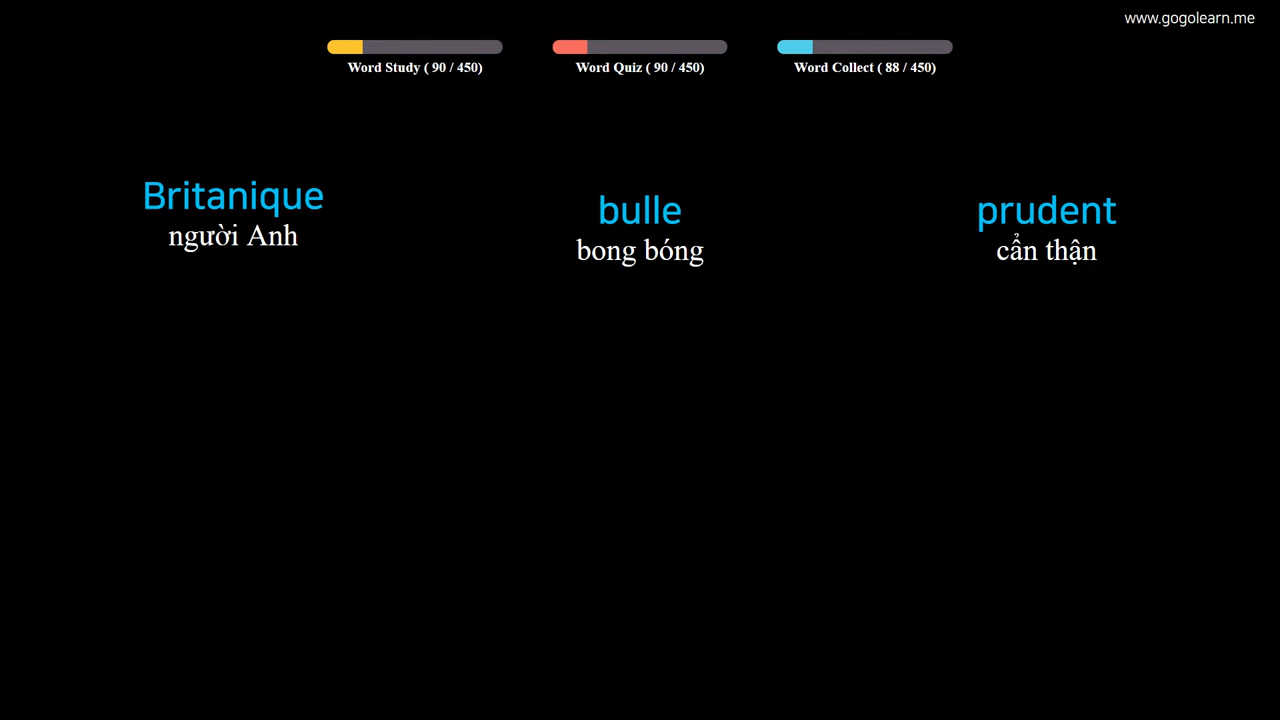 www.gogolearn.me
Word Study ( 90 / 450)
Word Quiz ( 90 / 450)
Word Collect ( 88 / 450)
Britanique
người Anh
bulle
bong bóng
prudent
cẩn thận